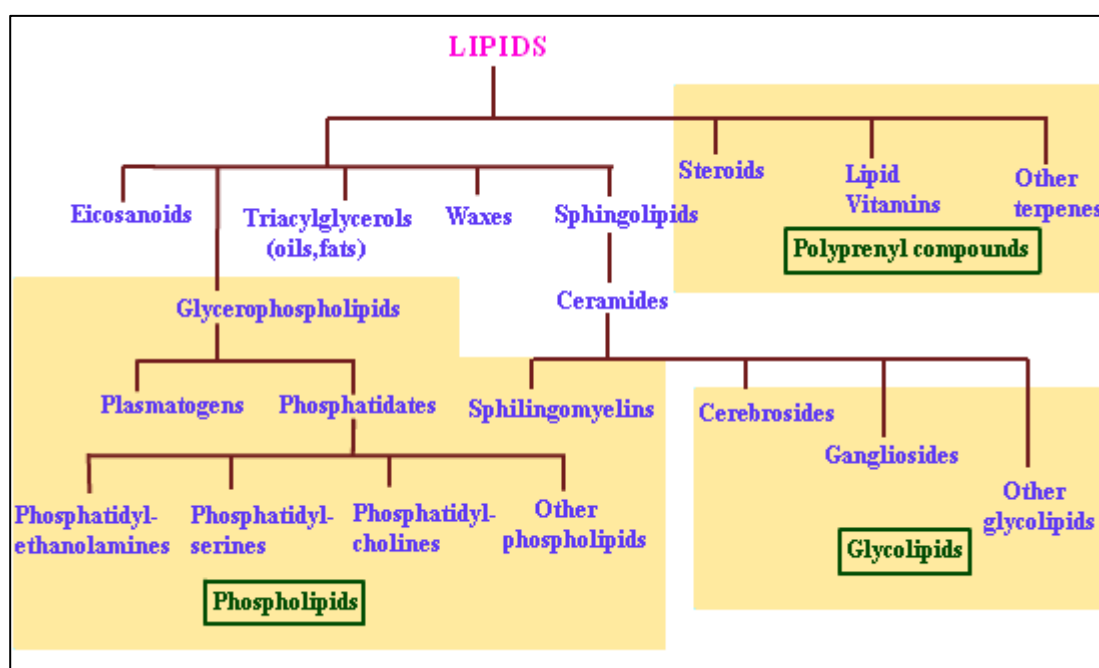 LIPIDS
Steroids
Lipid
Vitamins
Other
terpenes
Polyprenyl compounds
Eicosanoids
Triacylglycerols
(oils,fats)
Waxes
Sphingolipids
Glycerophospholipids
Ceramides
Plasmatogens
Phosphatidates
Sphilingomyelins
Cerebrosides
Gangliosides
Other
glycolipids
Glycolipids
Phosphatidyl-
ethanolamines
Phosphatidyl-
serines
Phosphatidyl-
cholines
Other
phospholipids
Phospholipids